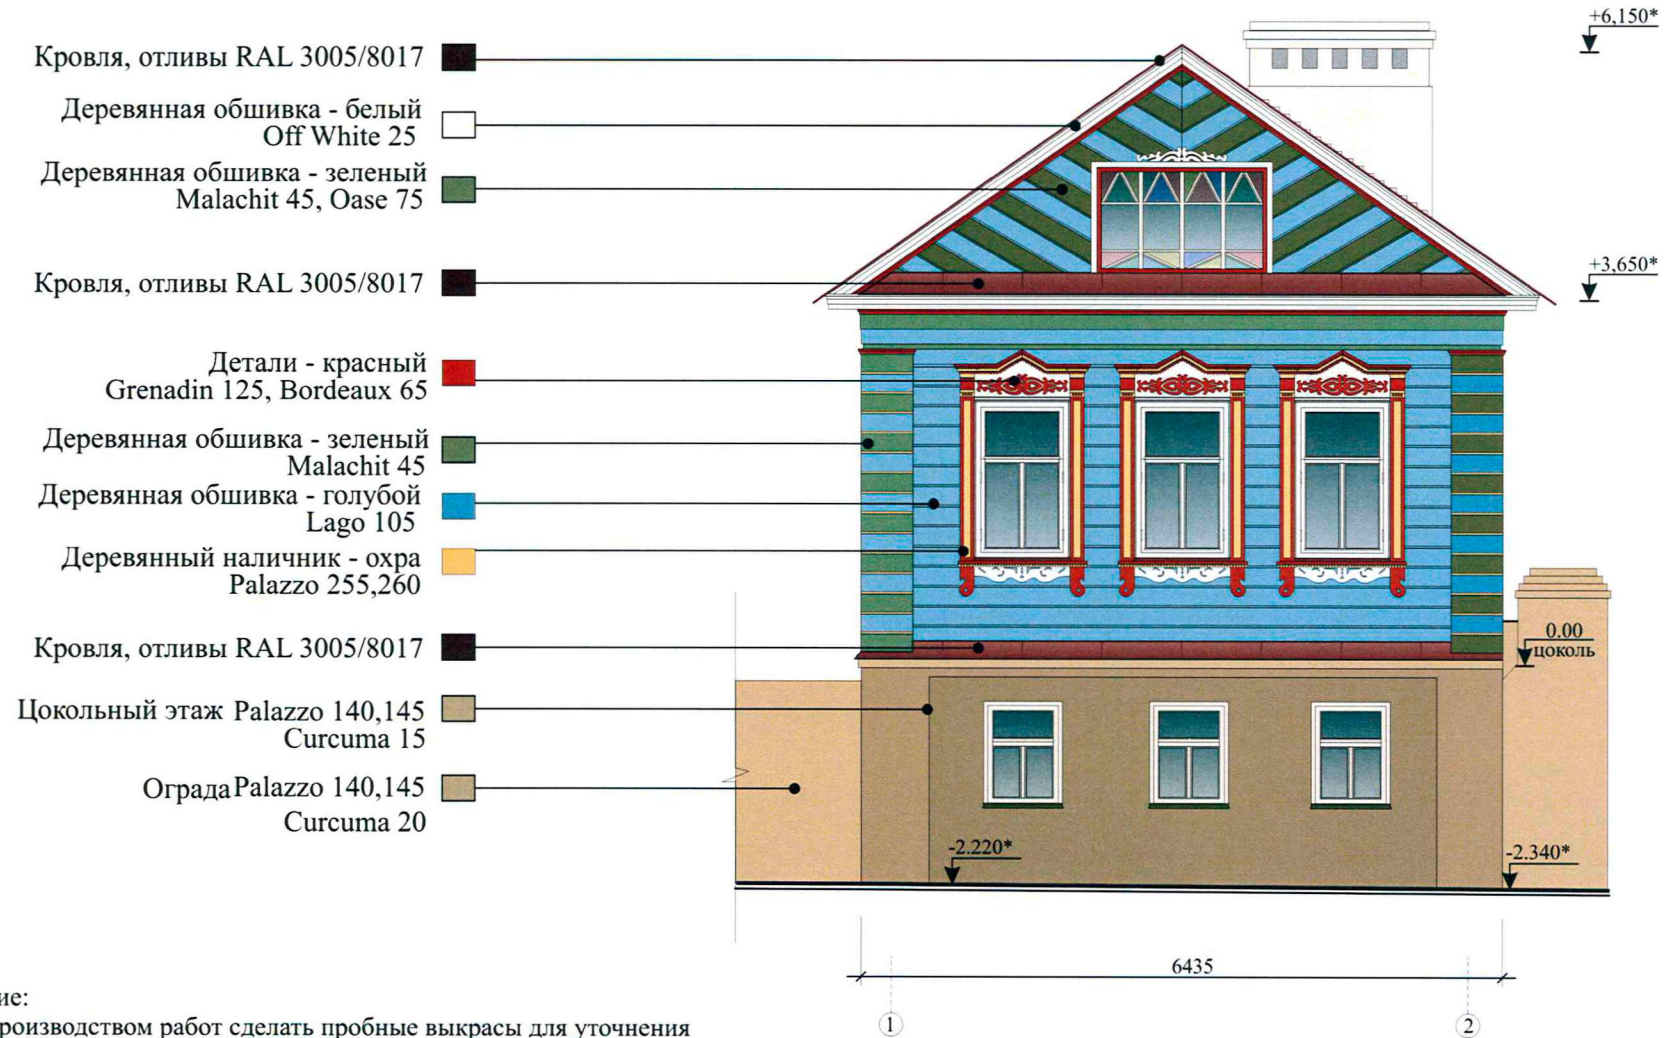 Кровля, отливы RAL 3005/8017
Деревянная обшивка - белый
Off White 25
Деревянная обшивка - зеленый
Malachit 45, Oase 75
Кровля, отливы RAL 3005/8017
Детали - красный
Grenadin 125, Bordeaux 65
Деревянная обшивка - зеленый
Malachit 45
Деревянная обшивка - голубой
Lago 105
Деревянный наличник - охра
Palazzo 255,260
Кровля, отливы RAL 3005/8017
Цокольный этаж Palazzo 140,145
Curcuma 15
Ограда Palazzo 140,145
Curcuma 20
+6,150*
+3,650*
0.00
цоколь
-2.220*
-2.340*
6435
1
2
ие:
роизводством работ сделать пробные выкрасы для уточнения